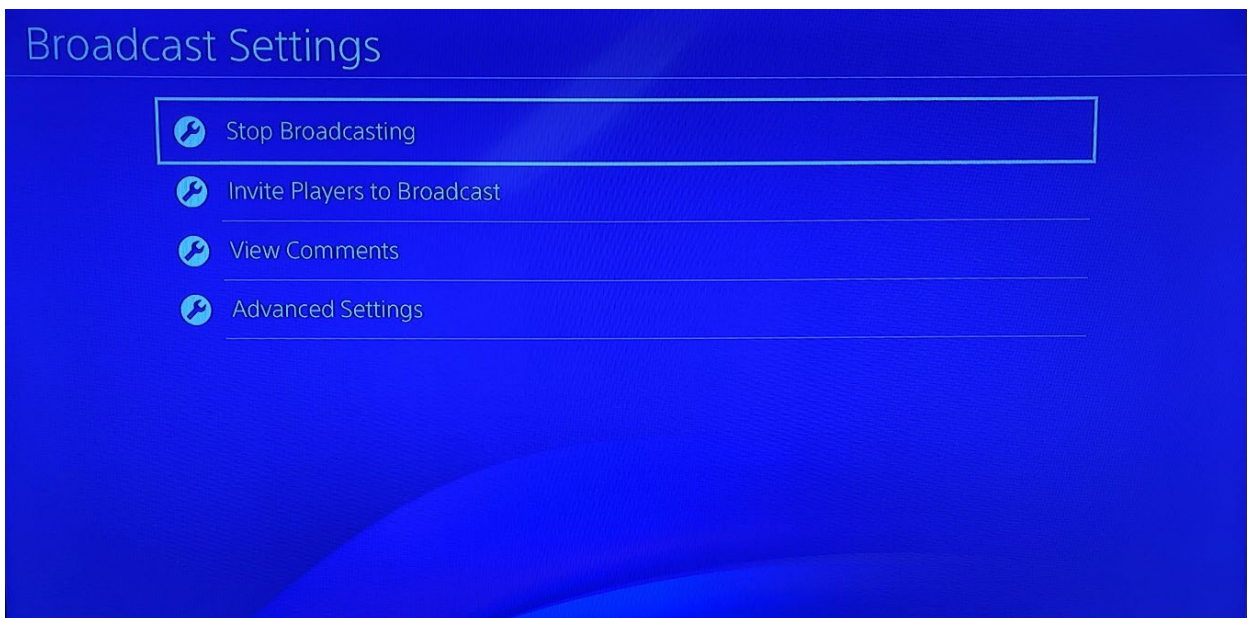 Broadcast Settings
Stop Broadcasting
Invite Players to Broadcast
View Comments
Advanced Settings